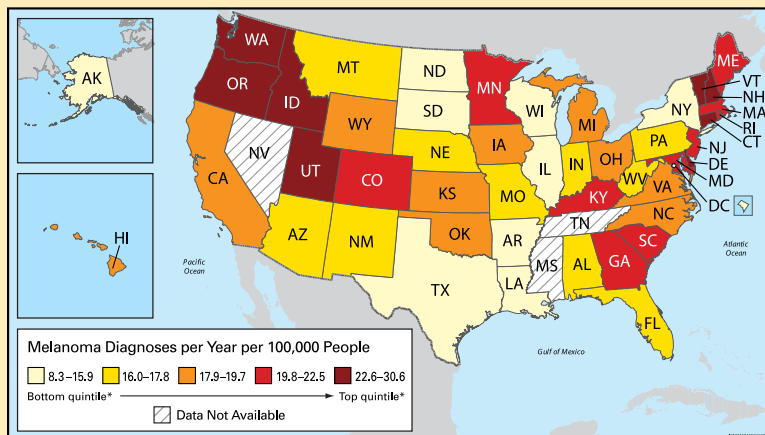 AK
HI
WA
OR
ID
MT
ND
SD
MN
WI
MI
NY
ME
VT
NH
MA
RI
CT
NJ
DE
MD
DC
WY
NV
UT
CO
CA
AZ
NM
NE
KS
OK
TX
IA
MO
AR
LA
IL
IN
OH
PA
WV
VA
KY
NC
TN
SC
GA
AL
MS
FL
Pacific
Ocean
Atlantic
Ocean
Gulf of Mexico
Melanoma Diagnoses per Year per 100,000 People
8.3–15.9 16.0–17.8 17.9–19.7 19.8–22.5 22.6–30.6
Bottom quintile* Top quintile*
Data Not Available